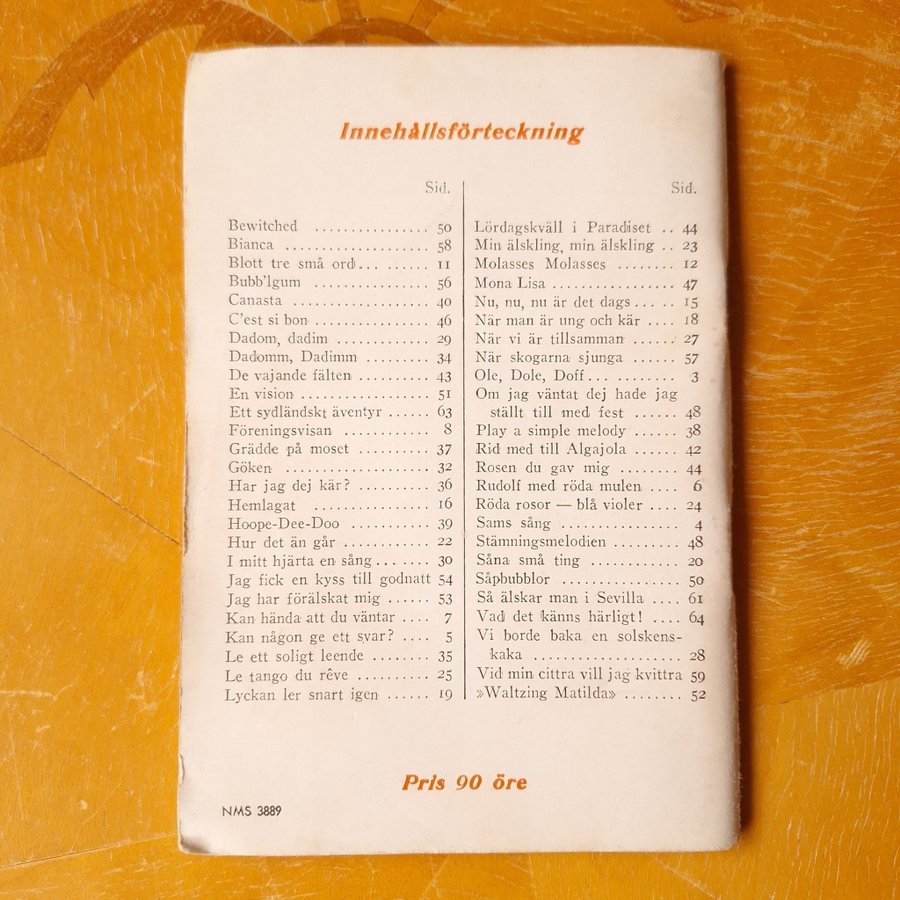 Innehållsförteckning
Sid.
Bewitched ................ 50
Bianca .................... 58
Blott tre små ord... ...... 11
Bubb'lgum ................ 56
Canasta ................... 40
C'est si bon ................ 46
Dadom, dadim ............ 29
Dadomm, Dadimm ......... 34
De vajande fälten .......... 43
En vision .................. 51
Ett sydländskt äventyr ...... 63
Föreningsvisan ............ 8
Grädde på moset .......... 37
Göken .................... 32
Har jag dej kär? ........... 36
Hemlagat ................ 16
Hoope-Dee-Doo ........... 39
Hur det än går ............ 22
I mitt hjärta en sång... ..... 30
Jag fick en kyss till godnatt 54
Jag har förälskat mig ...... 53
Kan hända att du väntar .... 7
Kan någon ge ett svar? .... 5
Le ett soligt leende ........ 35
Le tango du rêve .......... 25
Lyckan ler snart igen ...... 19
Sid.
Lördagskväll i Paradiset .. 44
Min älskling, min älskling .. 23
Molasses Molasses ........ 12
Mona Lisa ................. 47
Nu, nu, nu är det dags... .. 15
När man är ung och kär .... 18
När vi är tillsamman ...... 27
När skogarna sjunga ...... 57
Ole, Dole, Doff... ........ 3
Om jag väntat dej hade jag
ställt till med fest ...... 48
Play a simple melody ...... 38
Rid med till Algajola ...... 42
Rosen du gav mig ........ 44
Rudolf med röda mulen .... 6
Röda rosor — blå violer .... 24
Sams sång ................ 4
Stämningsmelodien ......... 48
Såna små ting ............ 20
Såpbubblor ............... 50
Så älskar man i Sevilla .... 61
Vad det känns härligt! .... 64
Vi borde baka en solskens-
kaka .................... 28
Vid min cittra vill jag kvittra 59
»Waltzing Matilda» ........ 52
Pris 90 öre
NMS 3889